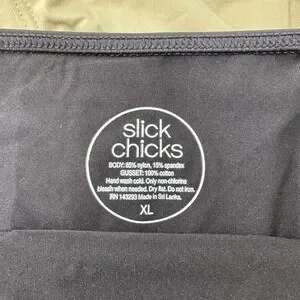 slick
chicks
BODY: 85% nylon, 15% spandex
GUSSET: 100% cotton
Hand wash cold. Only non-chlorine
bleach when needed. Dry flat. Do not iron.
RN 143293 Made in Sri Lanka.
XL